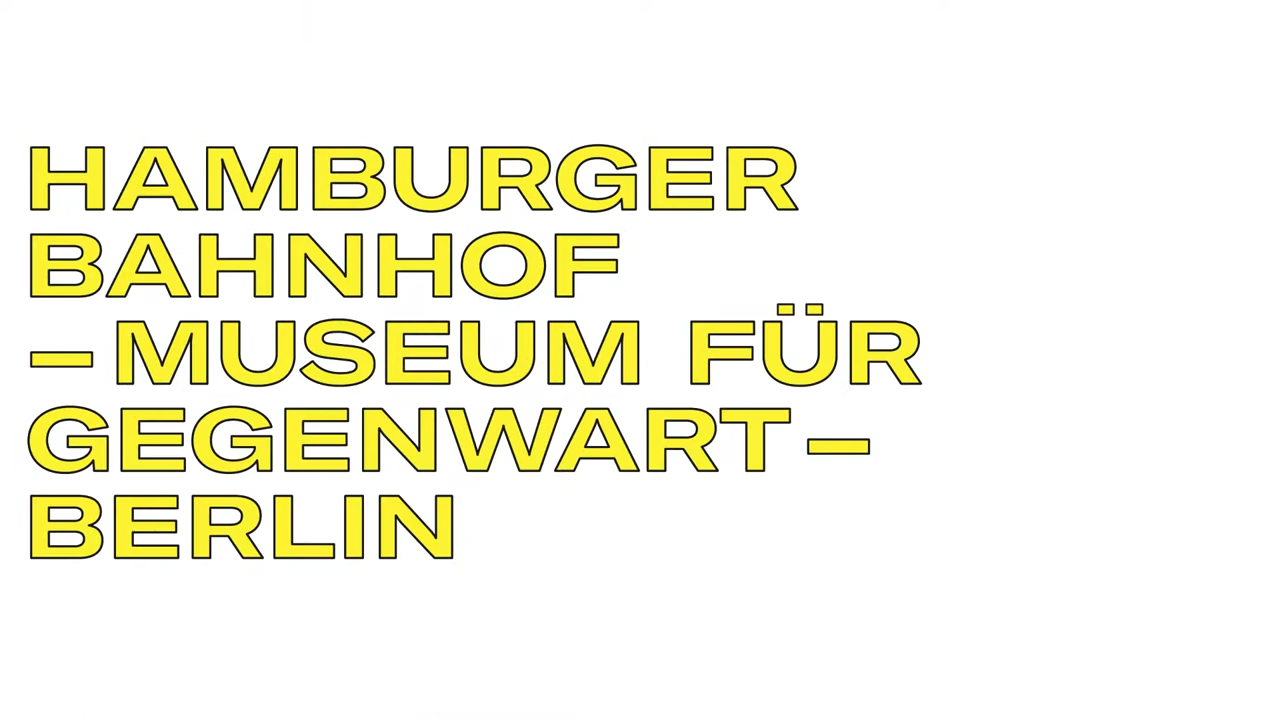 HAMBURGER
BAHNHOF
– MUSEUM FÜR
GEGENWART –
BERLIN